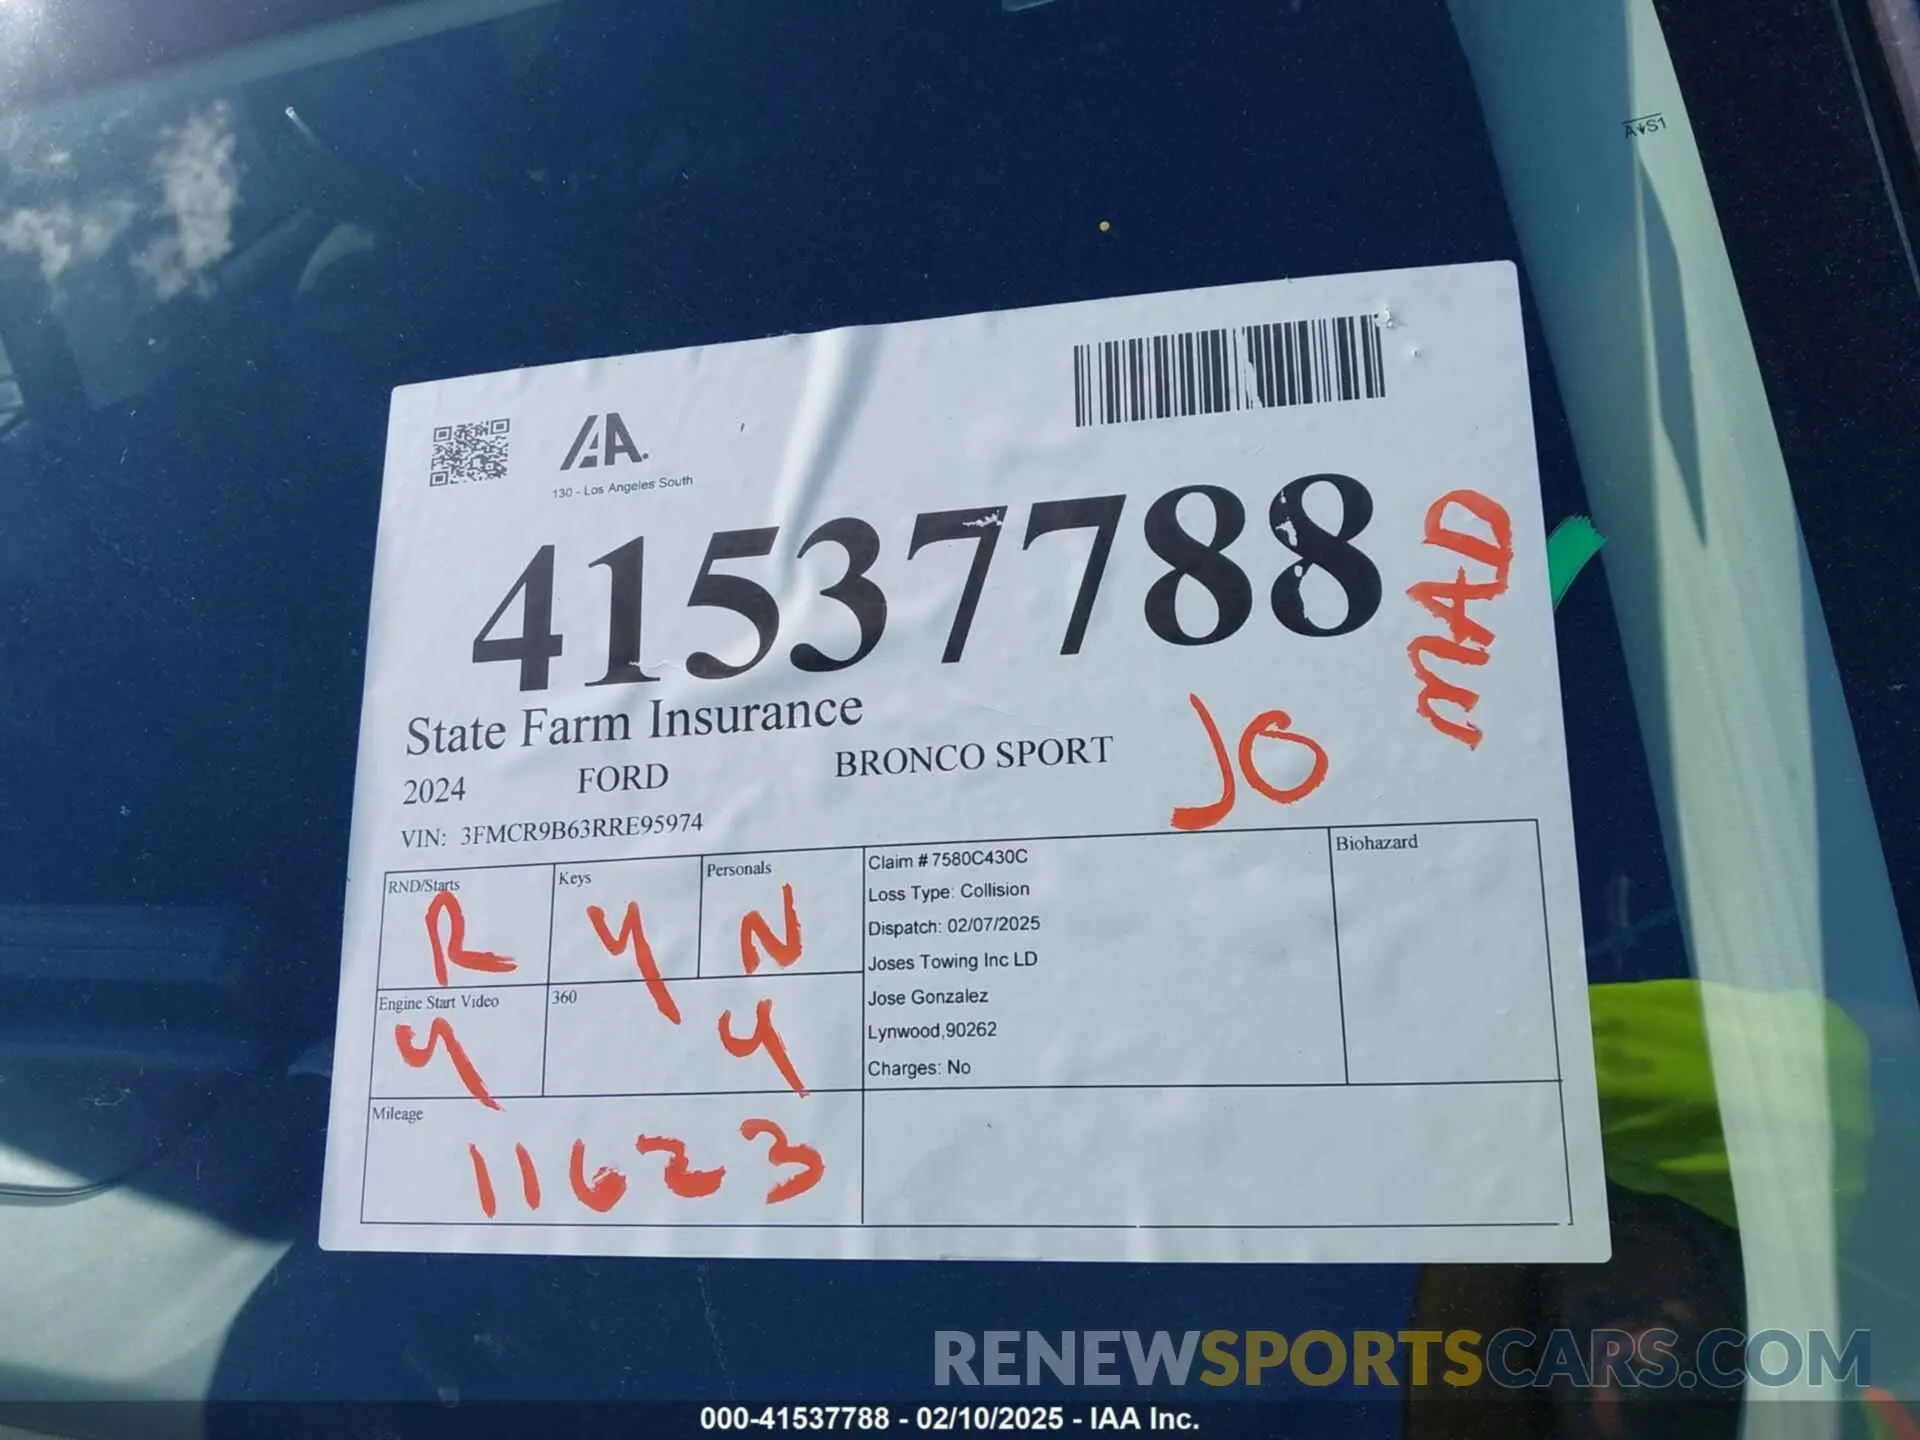 A↓S1
IAA.
130 - Los Angeles South
41537788
MAD
State Farm Insurance
2024 FORD BRONCO SPORT
JO
VIN: 3FMCR9B63RRE95974
RND/Starts
R
Keys
Y
Personals
N
Engine Start Video
Y
360
Y
Mileage
11623
Claim # 7580C430C
Loss Type: Collision
Dispatch: 02/07/2025
Joses Towing Inc LD
Jose Gonzalez
Lynwood,90262
Charges: No
Biohazard
RENEWSPORTSCARS.COM
000-41537788 - 02/10/2025 - IAA Inc.